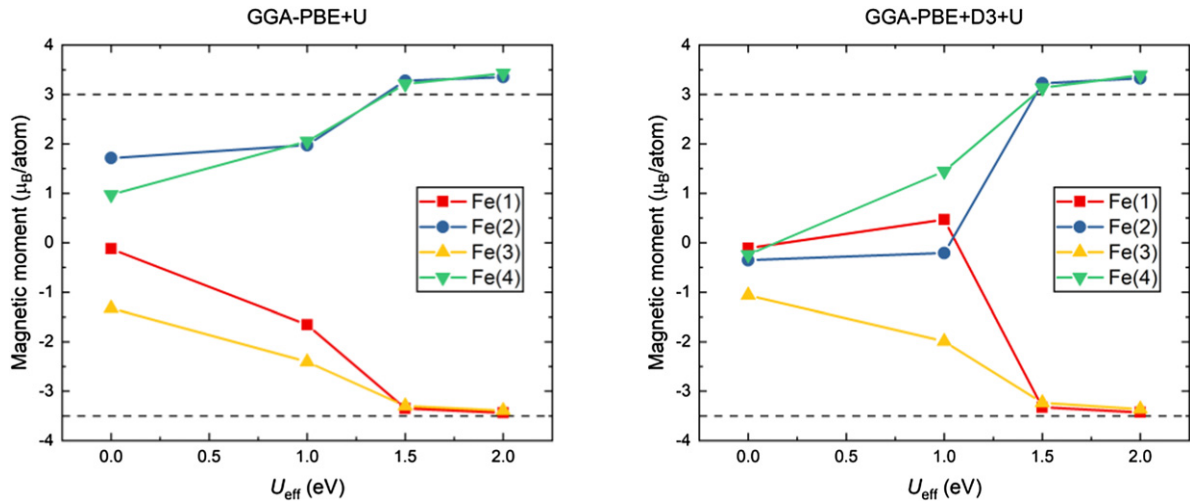 GGA-PBE+U
4
3
2
1
0
-1
-2
-3
-4
Magnetic moment (μB/atom)
Fe(1)
Fe(2)
Fe(3)
Fe(4)
0.0 0.5 1.0 1.5 2.0
Ueff (eV)
GGA-PBE+D3+U
4
3
2
1
0
-1
-2
-3
-4
Magnetic moment (μB/atom)
Fe(1)
Fe(2)
Fe(3)
Fe(4)
0.0 0.5 1.0 1.5 2.0
Ueff (eV)